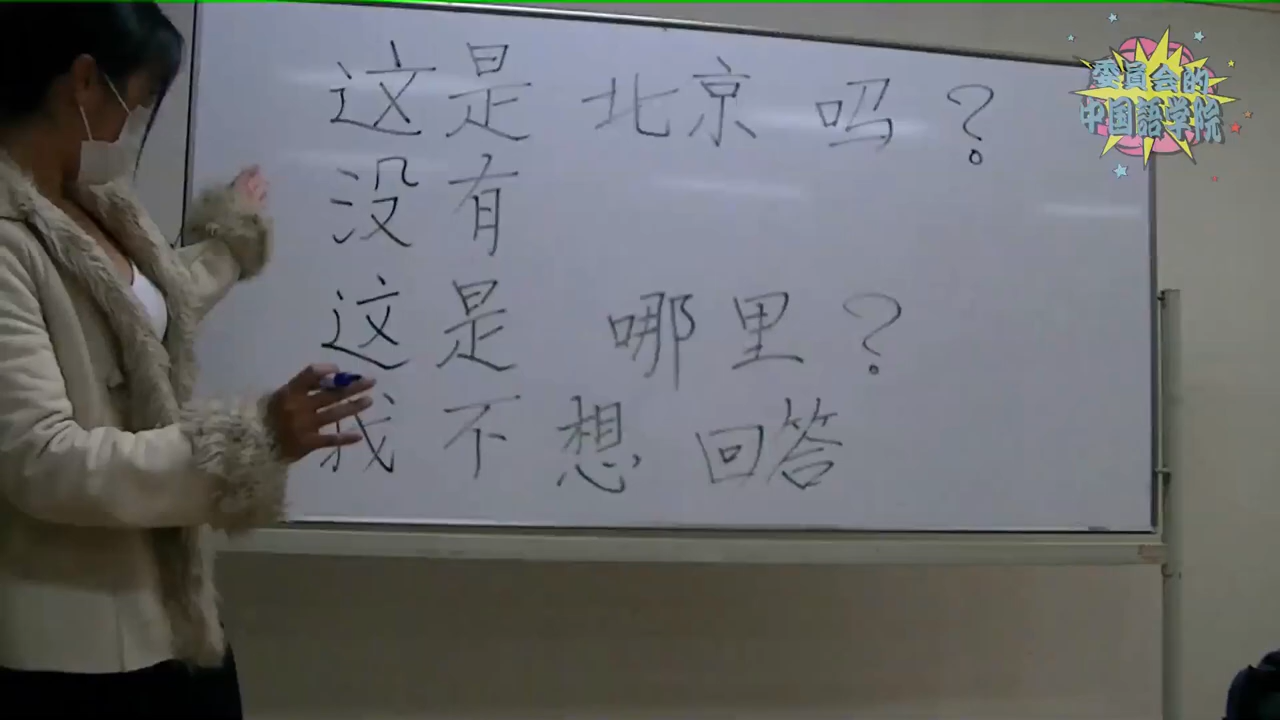 这是 北京 吗？
没有
这是 哪里？
我不想 回答
委員会的
中国語学院